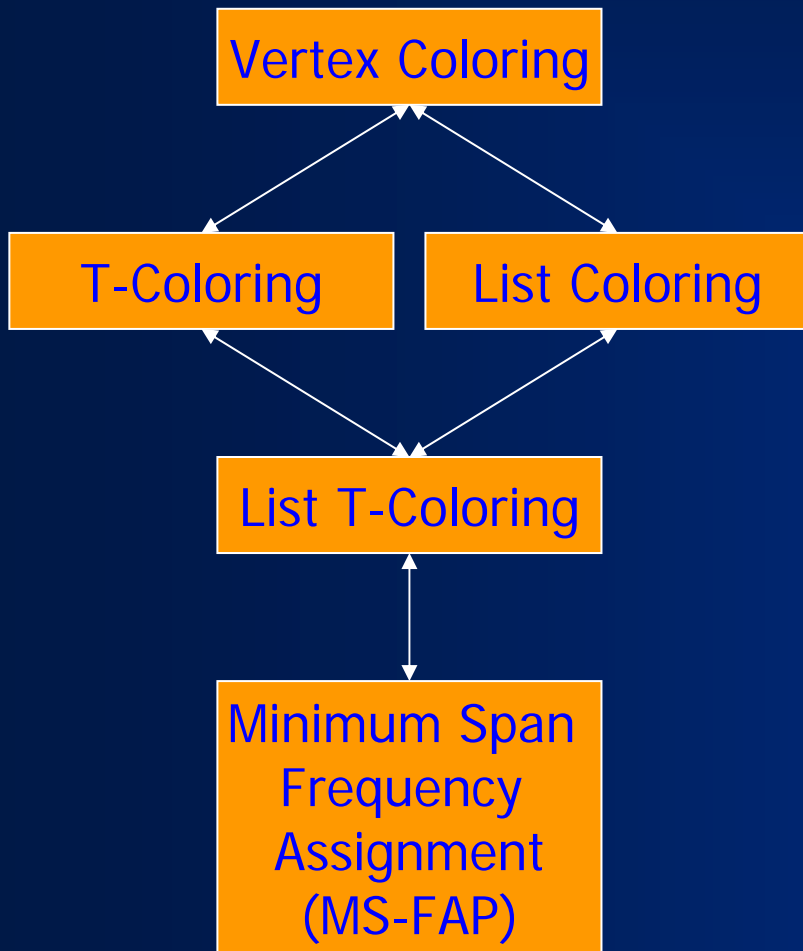 Vertex Coloring
T-Coloring
List Coloring
List T-Coloring
Minimum Span
Frequency
Assignment
(MS-FAP)